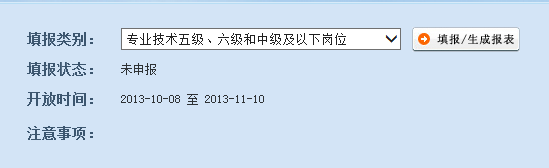 填报类别： 专业技术五级、六级和中级及以下岗位 填报/生成报表
填报状态： 未申报
开放时间： 2013-10-08 至 2013-11-10
注意事项：